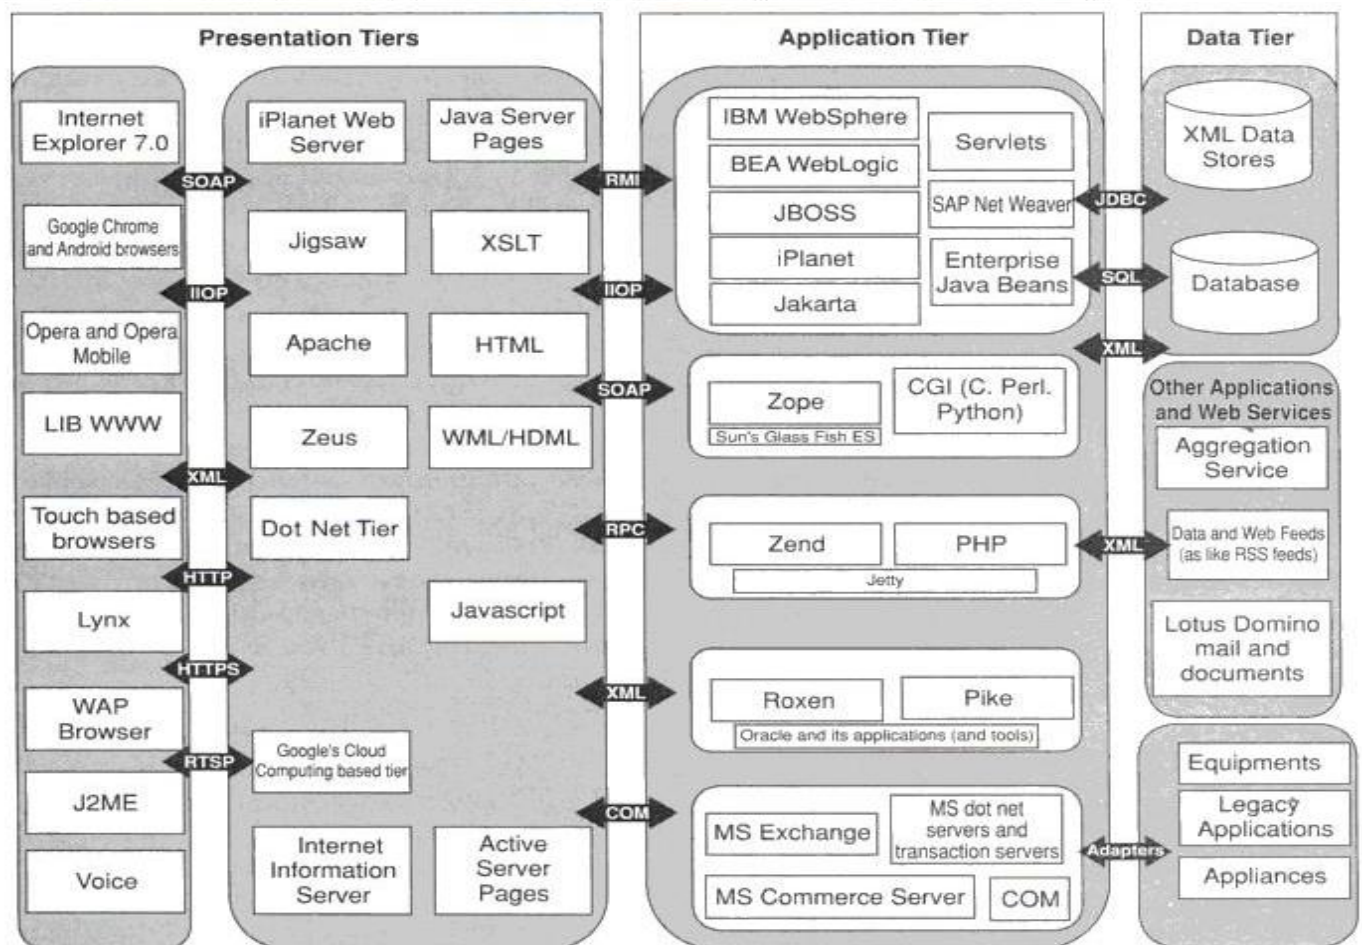 Presentation Tiers
Application Tier
Data Tier
Internet
Explorer 7.0
Google Chrome
and Android browsers
Opera and Opera
Mobile
LIB WWW
Touch based
browsers
Lynx
WAP
Browser
J2ME
Voice
SOAP
IIOP
XML
HTTP
HTTPS
RTSP
iPlanet Web
Server
Java Server
Pages
Jigsaw
XSLT
Apache
HTML
Zeus
WML/HDML
Dot Net Tier
Javascript
Google's Cloud
Computing based tier
Internet
Information
Server
Active
Server
Pages
RMI
IIOP
SOAP
RPC
XML
COM
IBM WebSphere
BEA WebLogic
JBOSS
iPlanet
Jakarta
Servlets
SAP Net Weaver
Enterprise
Java Beans
Zope
Sun's Glass Fish ES
CGI (C. Perl.
Python)
Zend
PHP
Jetty
Roxen
Pike
Oracle and its applications (and tools)
MS Exchange
MS dot net
servers and
transaction servers
MS Commerce Server
COM
JDBC
SQL
XML
XML
Adapters
XML Data
Stores
Database
Other Applications
and Web Services
Aggregation
Service
Data and Web Feeds
(as like RSS feeds)
Lotus Domino
mail and
documents
Equipments
Legacy
Applications
Appliances